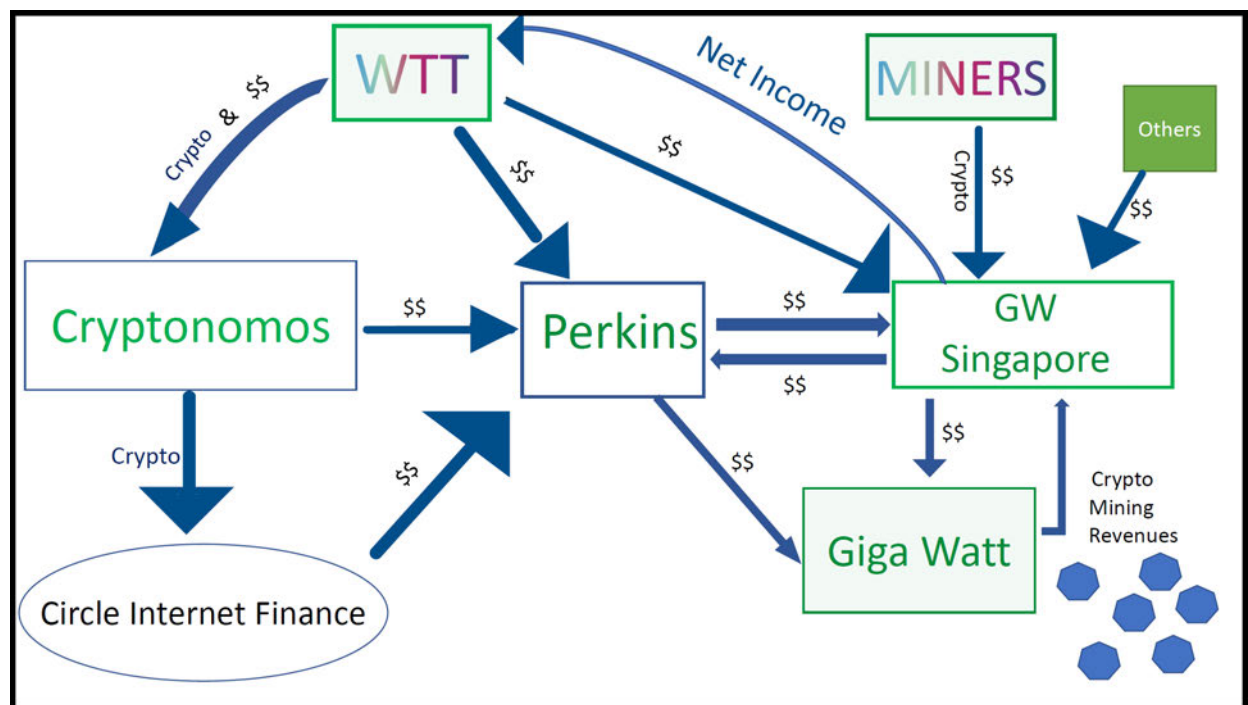 WTT
Net Income
MINERS
Others
Crypto & $$
$$
$$
Crypto
$$
$$
Cryptonomos
$$
Perkins
$$
$$
GW
Singapore
Crypto
$$
$$
$$
Crypto
Mining
Revenues
Giga Watt
Circle Internet Finance